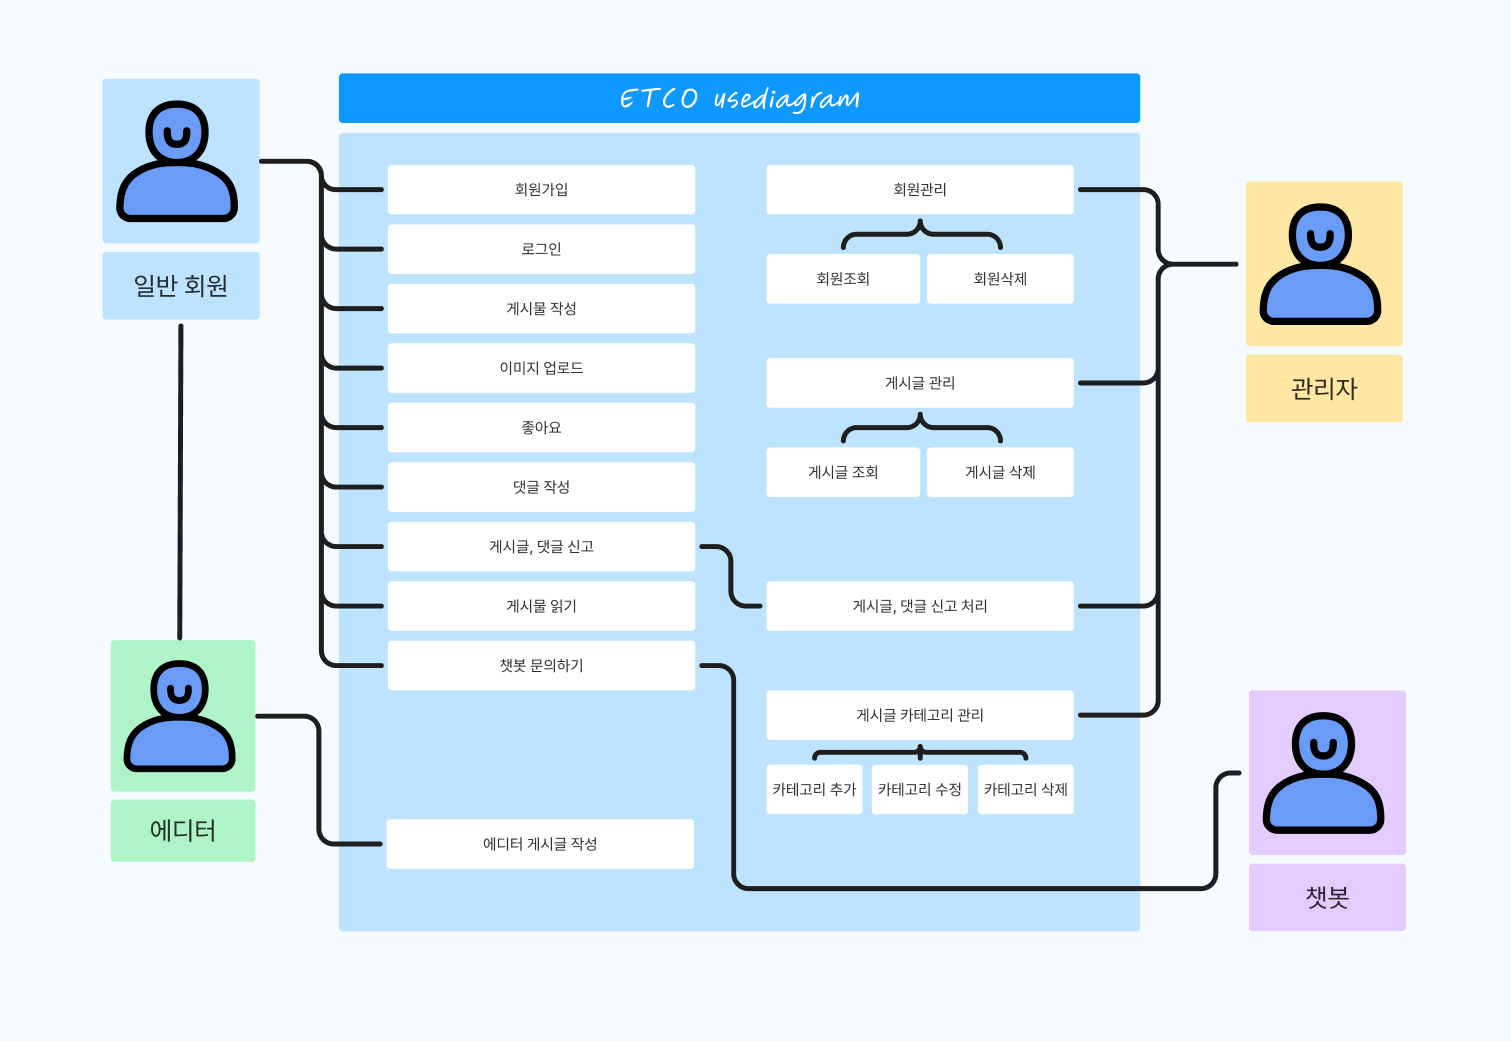 ETCO usediagram
일반 회원
에디터
회원가입
로그인
게시물 작성
이미지 업로드
좋아요
댓글 작성
게시글, 댓글 신고
게시물 읽기
챗봇 문의하기
에디터 게시글 작성
회원관리
회원조회
회원삭제
게시글 관리
게시글 조회
게시글 삭제
게시글, 댓글 신고 처리
게시글 카테고리 관리
카테고리 추가
카테고리 수정
카테고리 삭제
관리자
챗봇